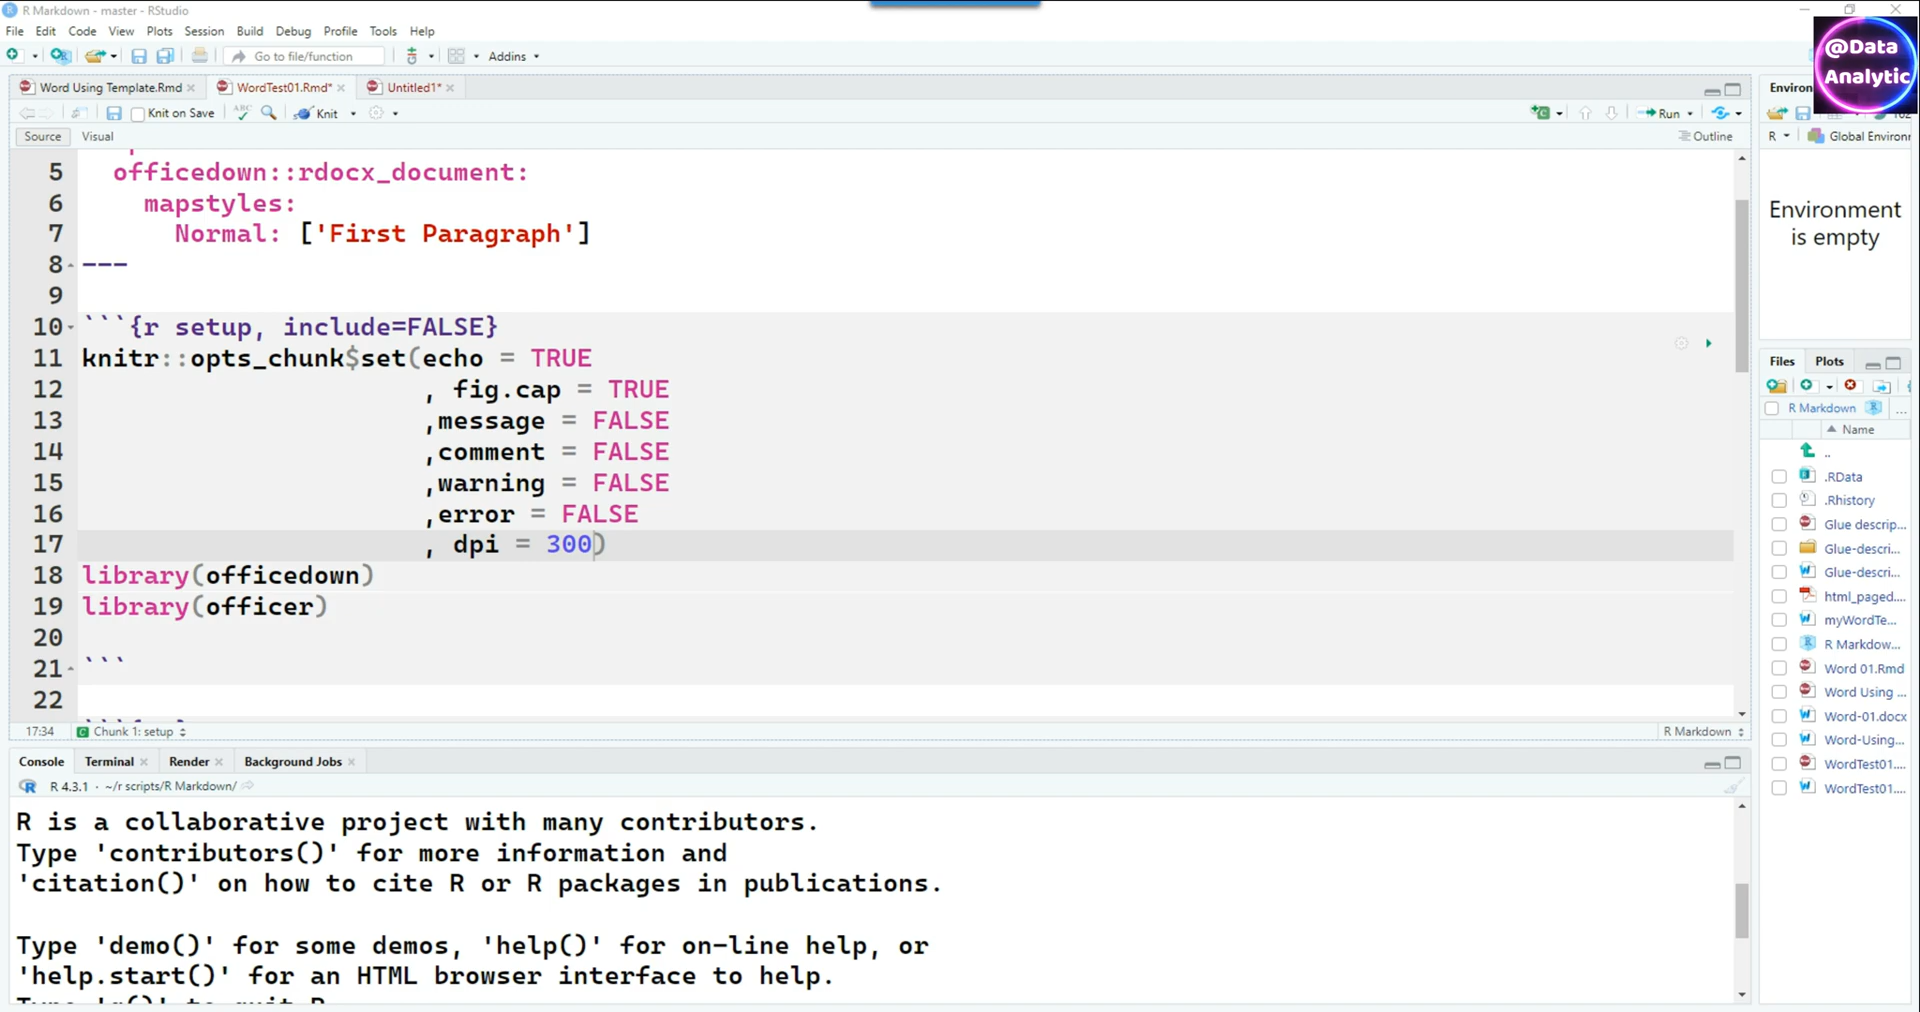 R Markdown - master - RStudio
File Edit Code View Plots Session Build Debug Profile Tools Help
Go to file/function Addins
@Data
Analytic
Word Using Template.Rmd WordTest01.Rmd* Untitled1*
Environ
Knit on Save ABC Knit Run
Source Visual Outline
R Global Environ
5 officedown::rdocx_document:
6 mapstyles:
7 Normal: ['First Paragraph']
8 ---
9
10 ```{r setup, include=FALSE}
11 knitr::opts_chunk$set(echo = TRUE
12 , fig.cap = TRUE
13 ,message = FALSE
14 ,comment = FALSE
15 ,warning = FALSE
16 ,error = FALSE
17 , dpi = 300)
18 library(officedown)
19 library(officer)
20
21 ```
22
17:34 Chunk 1: setup R Markdown
Environment
is empty
Files Plots
R Markdown ...
Name
..
.RData
.Rhistory
Glue descrip...
Glue-descri...
Glue-descri...
html_paged....
myWordTe...
R Markdow...
Word 01.Rmd
Word Using ...
Word-01.docx
Word-Using...
WordTest01....
WordTest01....
Console Terminal Render Background Jobs
R 4.3.1 · ~/r scripts/R Markdown/
R is a collaborative project with many contributors.
Type 'contributors()' for more information and
'citation()' on how to cite R or R packages in publications.
Type 'demo()' for some demos, 'help()' for on-line help, or
'help.start()' for an HTML browser interface to help.
Type 'q()' to quit R.